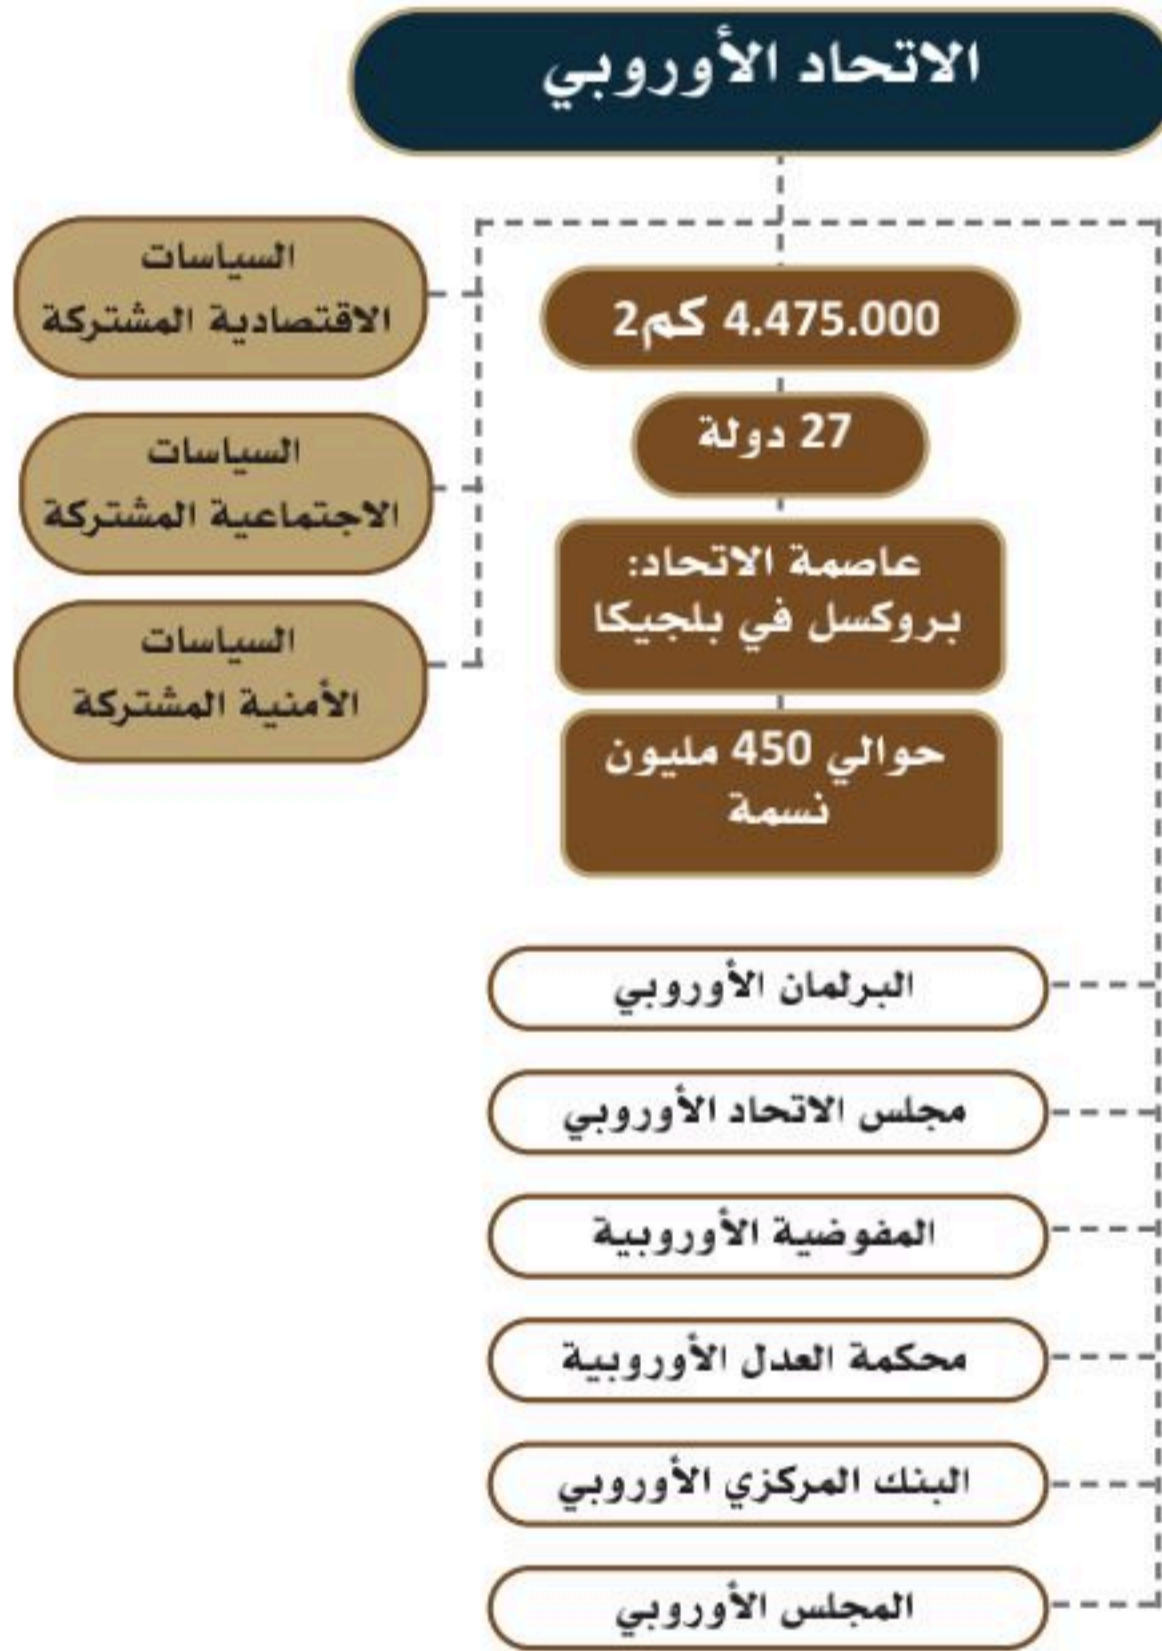 الاتحاد الأوروبي
4.475.000 كم2
27 دولة
عاصمة الاتحاد:
بروكسل في بلجيكا
حوالي 450 مليون
نسمة
السياسات
الاقتصادية المشتركة
السياسات
الاجتماعية المشتركة
السياسات
الأمنية المشتركة
البرلمان الأوروبي
مجلس الاتحاد الأوروبي
المفوضية الأوروبية
محكمة العدل الأوروبية
البنك المركزي الأوروبي
المجلس الأوروبي